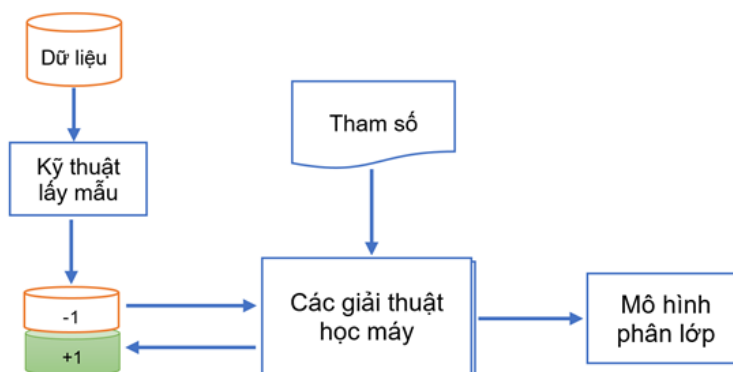 Dữ liệu
Kỹ thuật
lấy mẫu
-1
+1
Tham số
Các giải thuật
học máy
Mô hình
phân lớp